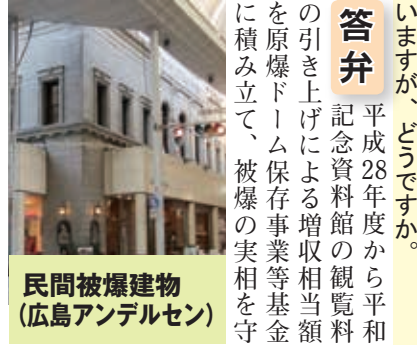 いますが、どうですか。
答弁
平成28年度から平和
記念資料館の観覧料
の引き上げによる増収相当額
を原爆ドーム保存事業等基金
に積み立て、被爆の実相を守
民間被爆建物
(広島アンデルセン)